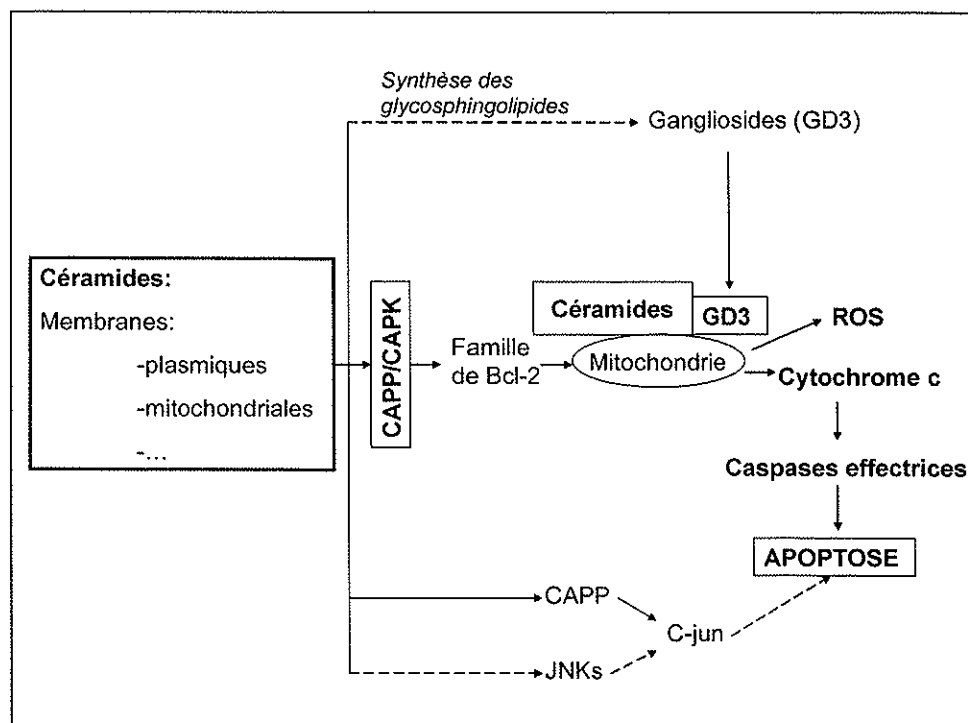 Synthèse des
glycosphingolipides
Gangliosides (GD3)
Céramides:
Membranes:
-plasmiques
-mitochondriales
-...
CAPP/CAPK
Famille
de Bcl-2
Céramides
GD3
Mitochondrie
ROS
Cytochrome c
Caspases effectrices
APOPTOSE
CAPP
C-jun
JNKs